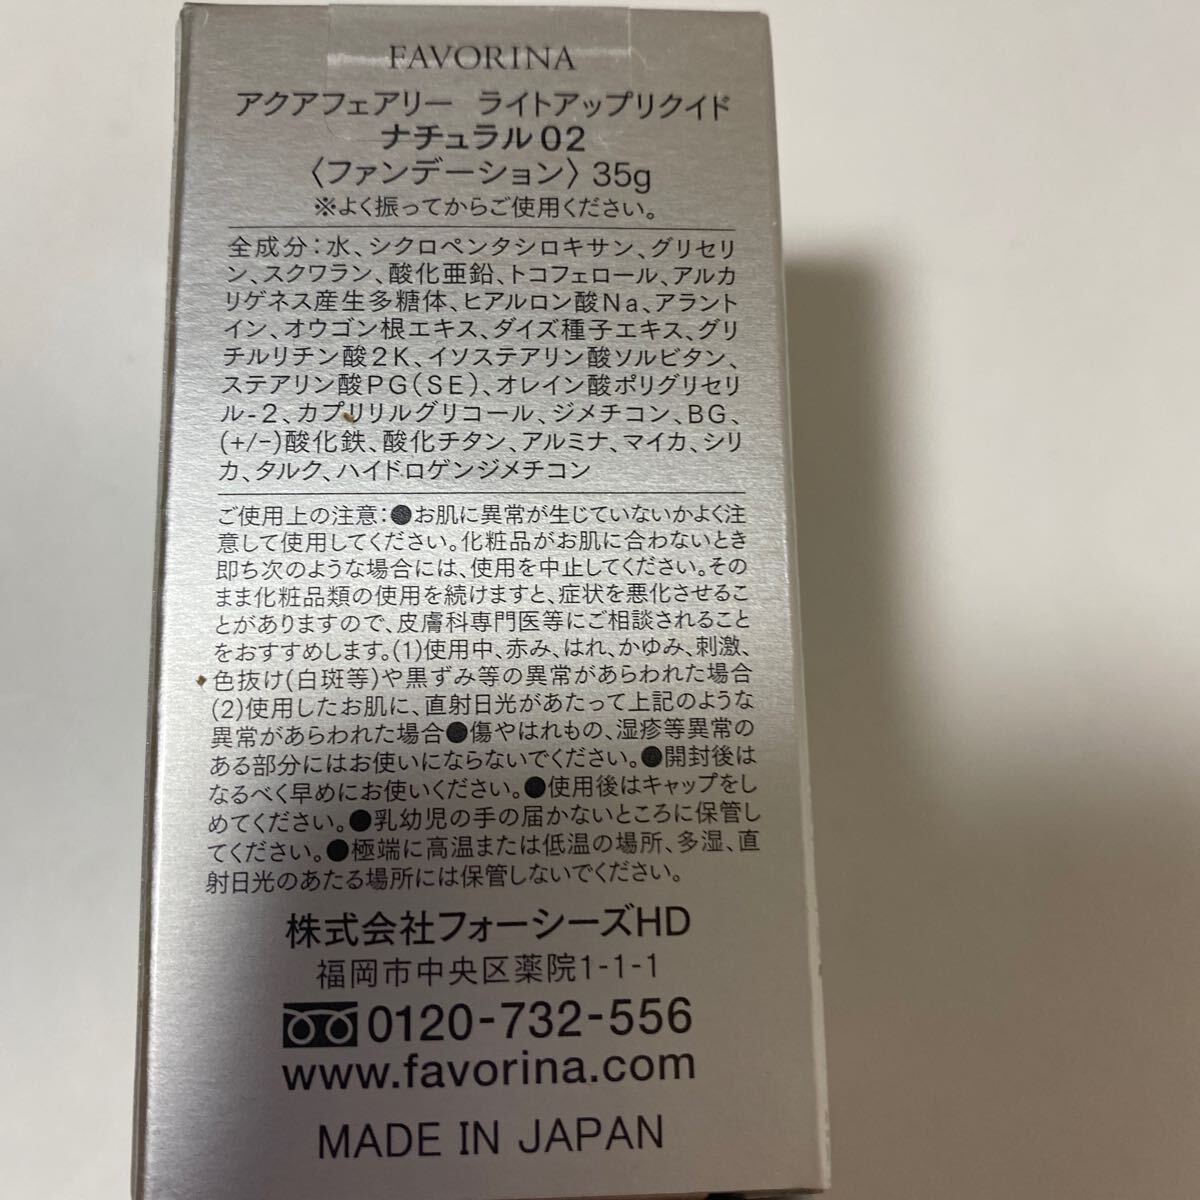 FAVORINA
アクアフェアリー ライトアップリクイド
ナチュラル02
〈ファンデーション〉35g
※よく振ってからご使用ください。
全成分：水、シクロペンタシロキサン、グリセリ
ン、スクワラン、酸化亜鉛、トコフェロール、アルカ
リゲネス産生多糖体、ヒアルロン酸Na、アラント
イン、オウゴン根エキス、ダイズ種子エキス、グリ
チルリチン酸2K、イソステアリン酸ソルビタン、
ステアリン酸PG(SE)、オレイン酸ポリグリセリ
ル-2、カプリリルグリコール、ジメチコン、BG、
(+/-)酸化鉄、酸化チタン、アルミナ、マイカ、シリ
カ、タルク、ハイドロゲンジメチコン
ご使用上の注意：●お肌に異常が生じていないかよく注
意して使用してください。化粧品がお肌に合わないとき
即ち次のような場合には、使用を中止してください。その
まま化粧品類の使用を続けますと、症状を悪化させるこ
とがありますので、皮膚科専門医等にご相談されること
をおすすめします。(1)使用中、赤み、はれ、かゆみ、刺激、
色抜け(白斑等)や黒ずみ等の異常があらわれた場合
(2)使用したお肌に、直射日光があたって上記のような
異常があらわれた場合●傷やはれもの、湿疹等異常の
ある部分にはお使いにならないでください。●開封後は
なるべく早めにお使いください。●使用後はキャップをし
めてください。●乳幼児の手の届かないところに保管し
てください。●極端に高温または低温の場所、多湿、直
射日光のあたる場所には保管しないでください。
株式会社フォーシーズHD
福岡市中央区薬院1-1-1
0120-732-556
www.favorina.com
MADE IN JAPAN